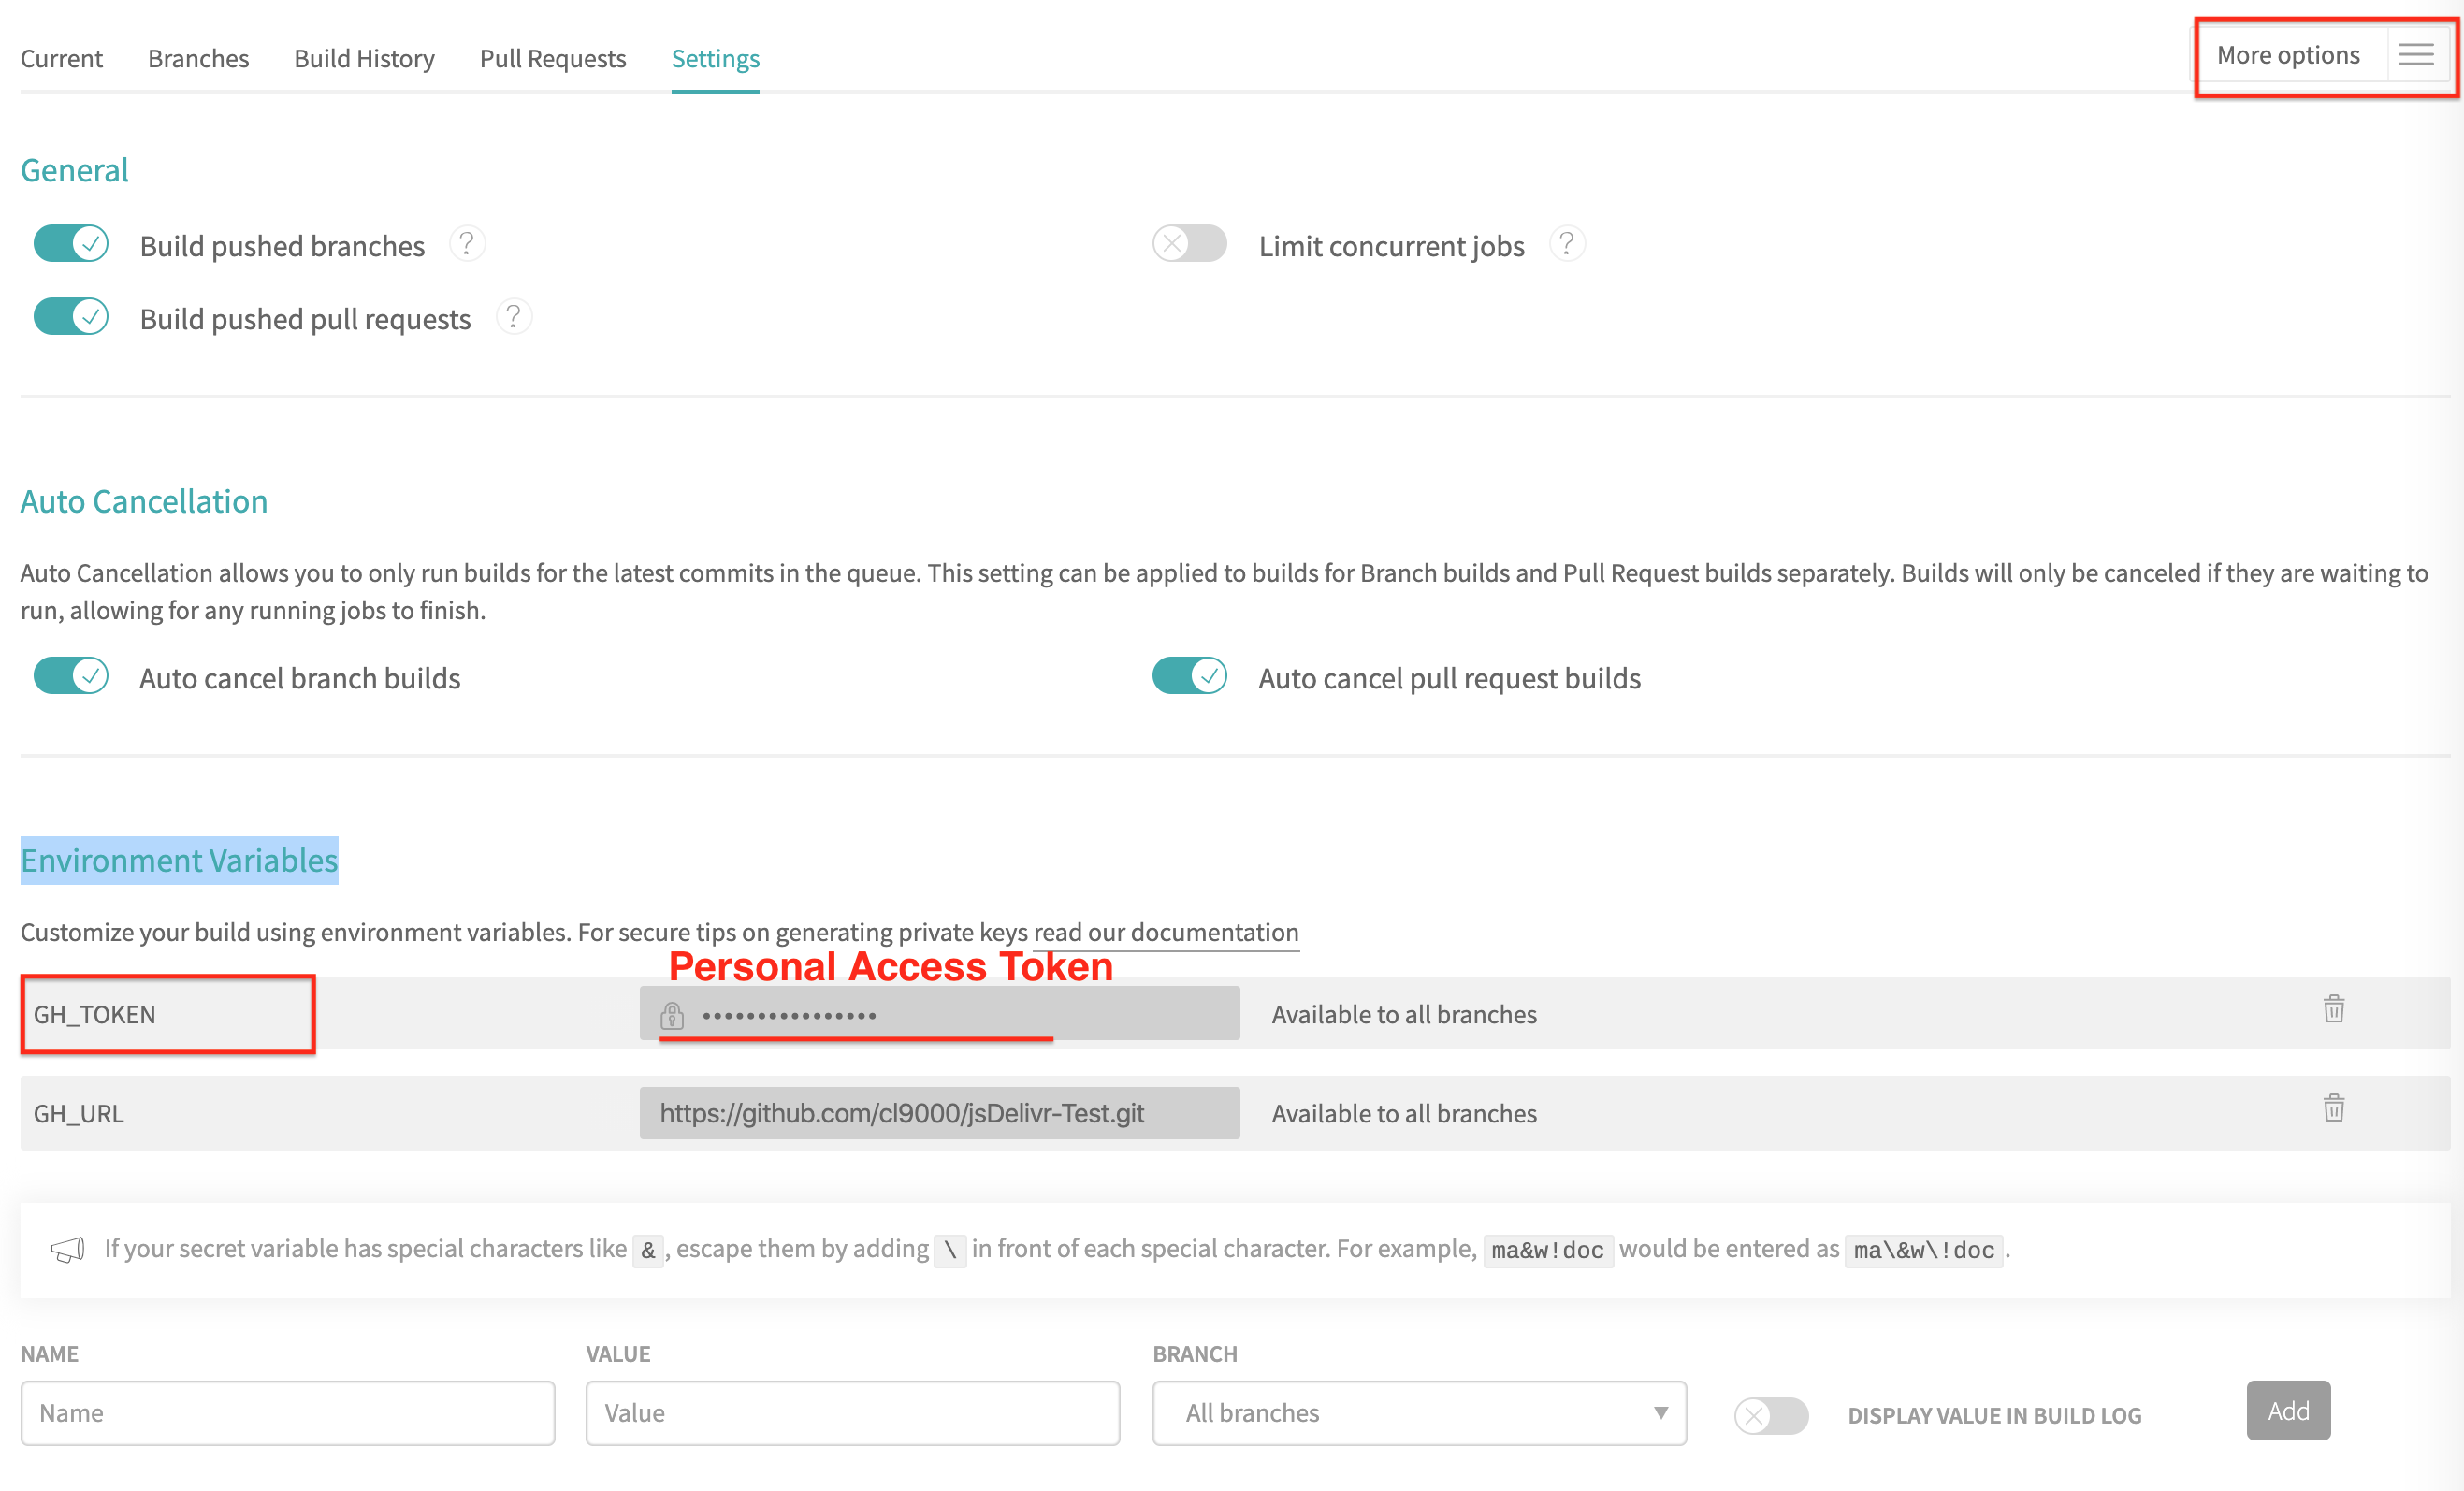 Current Branches Build History Pull Requests Settings More options
General
Build pushed branches ? Limit concurrent jobs ?
Build pushed pull requests ?
Auto Cancellation
Auto Cancellation allows you to only run builds for the latest commits in the queue. This setting can be applied to builds for Branch builds and Pull Request builds separately. Builds will only be canceled if they are waiting to
run, allowing for any running jobs to finish.
Auto cancel branch builds Auto cancel pull request builds
Environment Variables
Customize your build using environment variables. For secure tips on generating private keys read our documentation
Personal Access Token
GH_TOKEN •••••••••••••••• Available to all branches
GH_URL https://github.com/cl9000/jsDelivr-Test.git Available to all branches
If your secret variable has special characters like & , escape them by adding \ in front of each special character. For example, ma&w!doc would be entered as ma\&w\!doc .
NAME VALUE BRANCH
Name Value All branches DISPLAY VALUE IN BUILD LOG Add